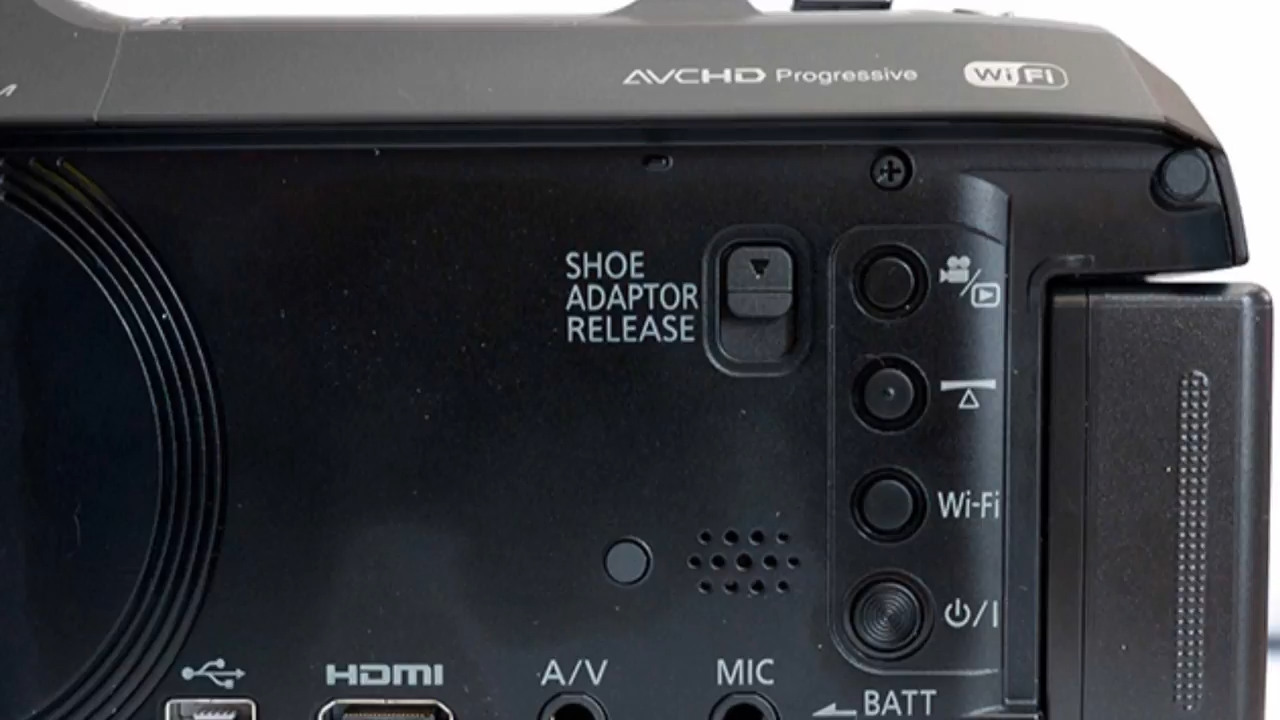 AVCHD Progressive WiFi
SHOE
ADAPTOR
RELEASE
Wi-Fi
/I
HDMI A/V MIC
BATT